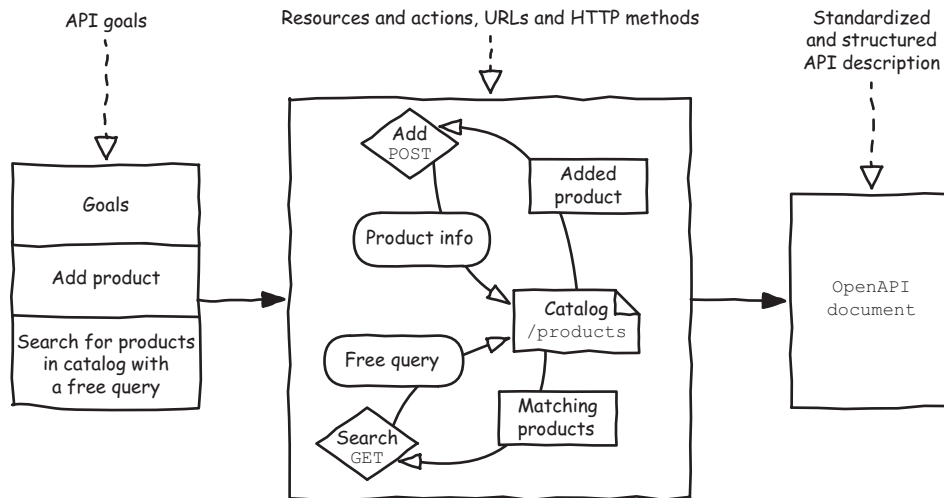 API goals
Resources and actions, URLs and HTTP methods
Standardized
and structured
API description
Goals
Add product
Search for products
in catalog with
a free query
Add
POST
Added
product
Product info
Catalog
/products
Free query
Matching
products
Search
GET
OpenAPI
document